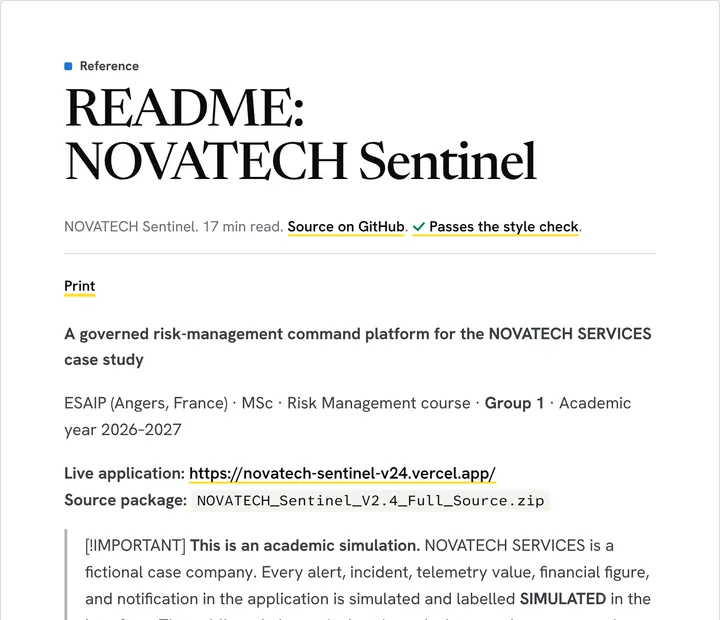 Reference
README:
NOVATECH Sentinel
NOVATECH Sentinel. 17 min read. Source on GitHub. ✓ Passes the style check.
Print
A governed risk-management command platform for the NOVATECH SERVICES
case study
ESAIP (Angers, France) · MSc · Risk Management course · Group 1 · Academic
year 2026–2027
Live application: https://novatech-sentinel-v24.vercel.app/
Source package: NOVATECH_Sentinel_V2.4_Full_Source.zip
[!IMPORTANT] This is an academic simulation. NOVATECH SERVICES is a
fictional case company. Every alert, incident, telemetry value, financial figure,
and notification in the application is simulated and labelled SIMULATED in the